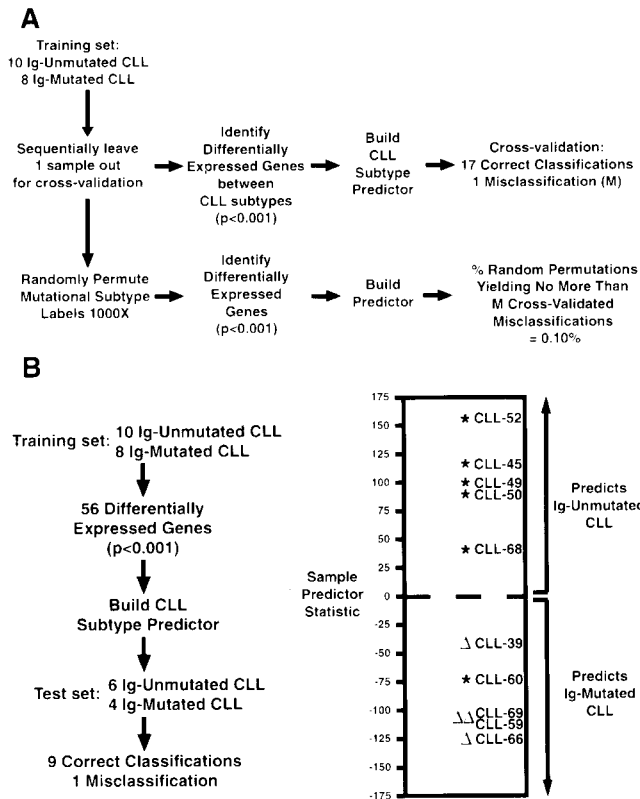 A
Training set:
10 Ig-Unmutated CLL
8 Ig-Mutated CLL
Sequentially leave
1 sample out
for cross-validation
Identify
Differentially
Expressed Genes
between
CLL subtypes
(p<0.001)
Build
CLL
Subtype
Predictor
Cross-validation:
17 Correct Classifications
1 Misclassification (M)
Randomly Permute
Mutational Subtype
Labels 1000X
Identify
Differentially
Expressed
Genes
(p<0.001)
Build
Predictor
% Random Permutations
Yielding No More Than
M Cross-Validated
Misclassifications
= 0.10%
B
Training set:
10 Ig-Unmutated CLL
8 Ig-Mutated CLL
56 Differentially
Expressed Genes
(p<0.001)
Build CLL
Subtype Predictor
Test set:
6 Ig-Unmutated CLL
4 Ig-Mutated CLL
9 Correct Classifications
1 Misclassification
Sample
Predictor
Statistic
175
150
125
100
75
50
25
0
-25
-50
-75
-100
-125
-150
-175
* CLL-52
* CLL-45
* CLL-49
* CLL-50
* CLL-68
CLL-39
* CLL-60
CLL-69
CLL-59
CLL-66
Predicts
Ig-Unmutated
CLL
Predicts
Ig-Mutated
CLL